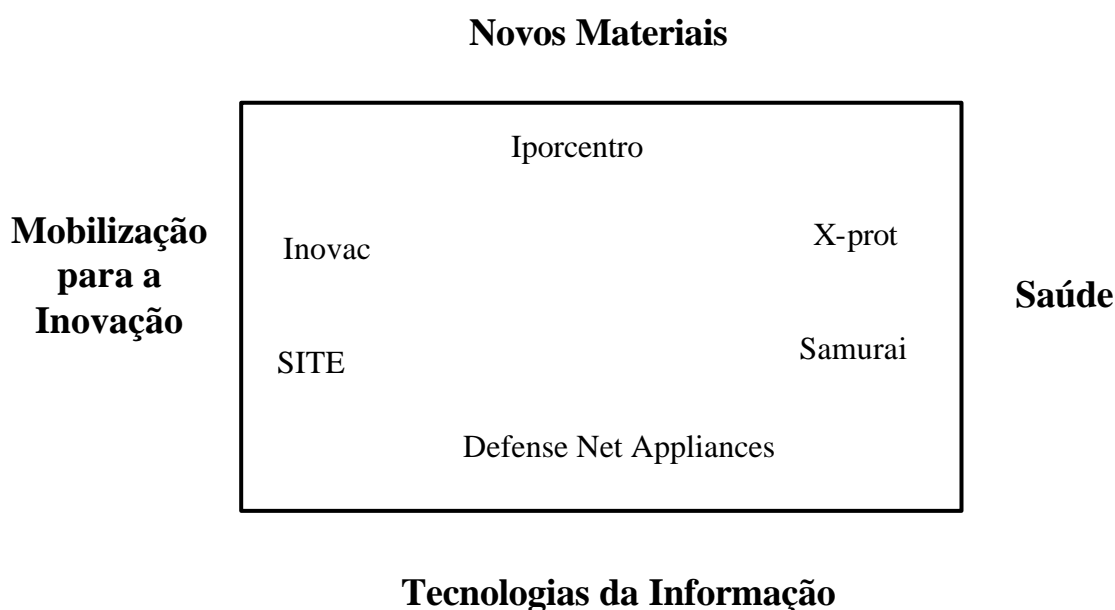 Novos Materiais
Iporcentro
Mobilização
para a
Inovação
Inovac
X-prot
Saúde
SITE
Samurai
Defense Net Appliances
Tecnologias da Informação